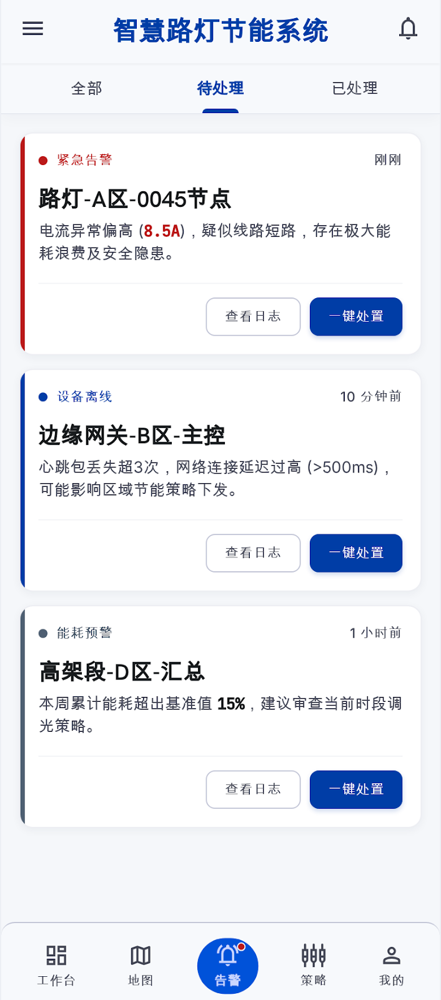 智慧路灯节能系统
全部
待处理
已处理
紧急告警
刚刚
路灯-A区-0045节点
电流异常偏高 (8.5A)，疑似线路短路，存在极大能
耗浪费及安全隐患。
查看日志
一键处置
设备离线
10 分钟前
边缘网关-B区-主控
心跳包丢失超3次，网络连接延迟过高 (>500ms)，
可能影响区域节能策略下发。
查看日志
一键处置
能耗预警
1 小时前
高架段-D区-汇总
本周累计能耗超出基准值 15%，建议审查当前时段调
光策略。
查看日志
一键处置
工作台
地图
告警
策略
我的